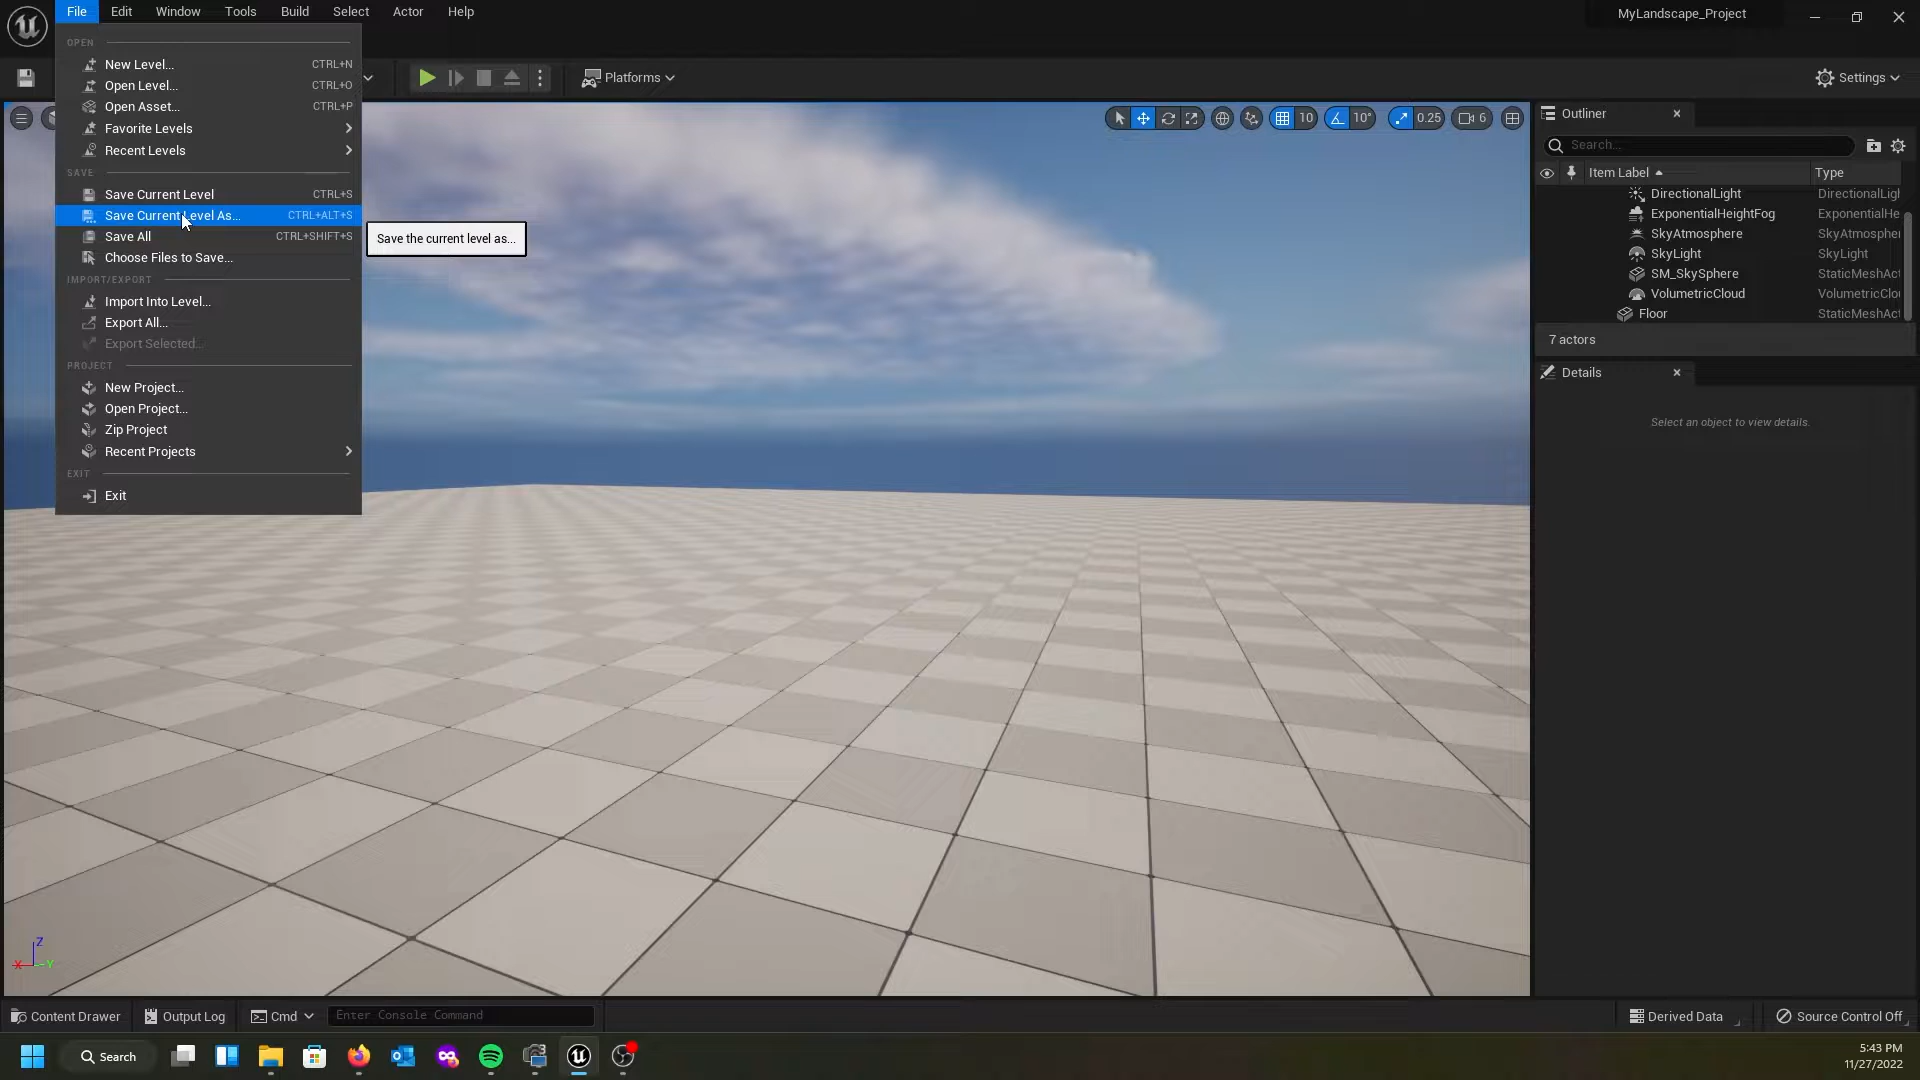 File Edit Window Tools Build Select Actor Help
MyLandscape_Project
OPEN
New Level... CTRL+N
Open Level... CTRL+O
Open Asset... CTRL+P
Favorite Levels
Recent Levels
SAVE
Save Current Level CTRL+S
Save Current Level As... CTRL+ALT+S
Save the current level as...
Save All CTRL+SHIFT+S
Choose Files to Save...
IMPORT/EXPORT
Import Into Level...
Export All...
Export Selected...
PROJECT
New Project...
Open Project...
Zip Project
Recent Projects
EXIT
Exit
Platforms
Settings
10 10° 0.25 6
Outliner
Search...
Item Label Type
DirectionalLight DirectionalLigh
ExponentialHeightFog ExponentialHe
SkyAtmosphere SkyAtmospher
SkyLight SkyLight
SM_SkySphere StaticMeshAct
VolumetricCloud VolumetricClou
Floor StaticMeshAct
7 actors
Details
Select an object to view details.
Z
X Y
Content Drawer Output Log Cmd Enter Console Command Derived Data Source Control Off
Search
5:43 PM
11/27/2022